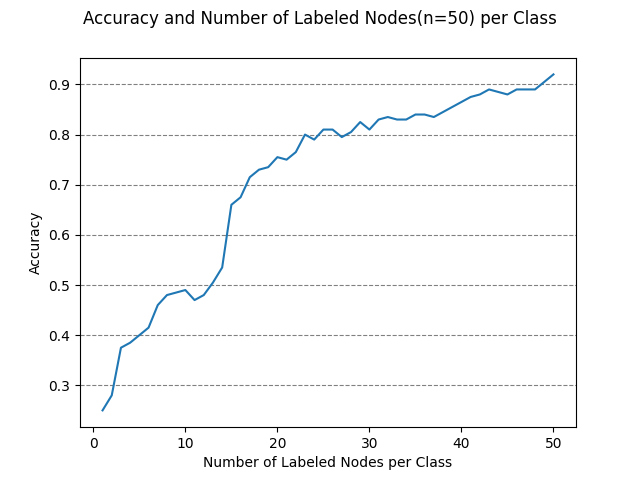 Accuracy and Number of Labeled Nodes(n=50) per Class
0.9
0.8
0.7
0.6
0.5
0.4
0.3
Accuracy
0 10 20 30 40 50
Number of Labeled Nodes per Class